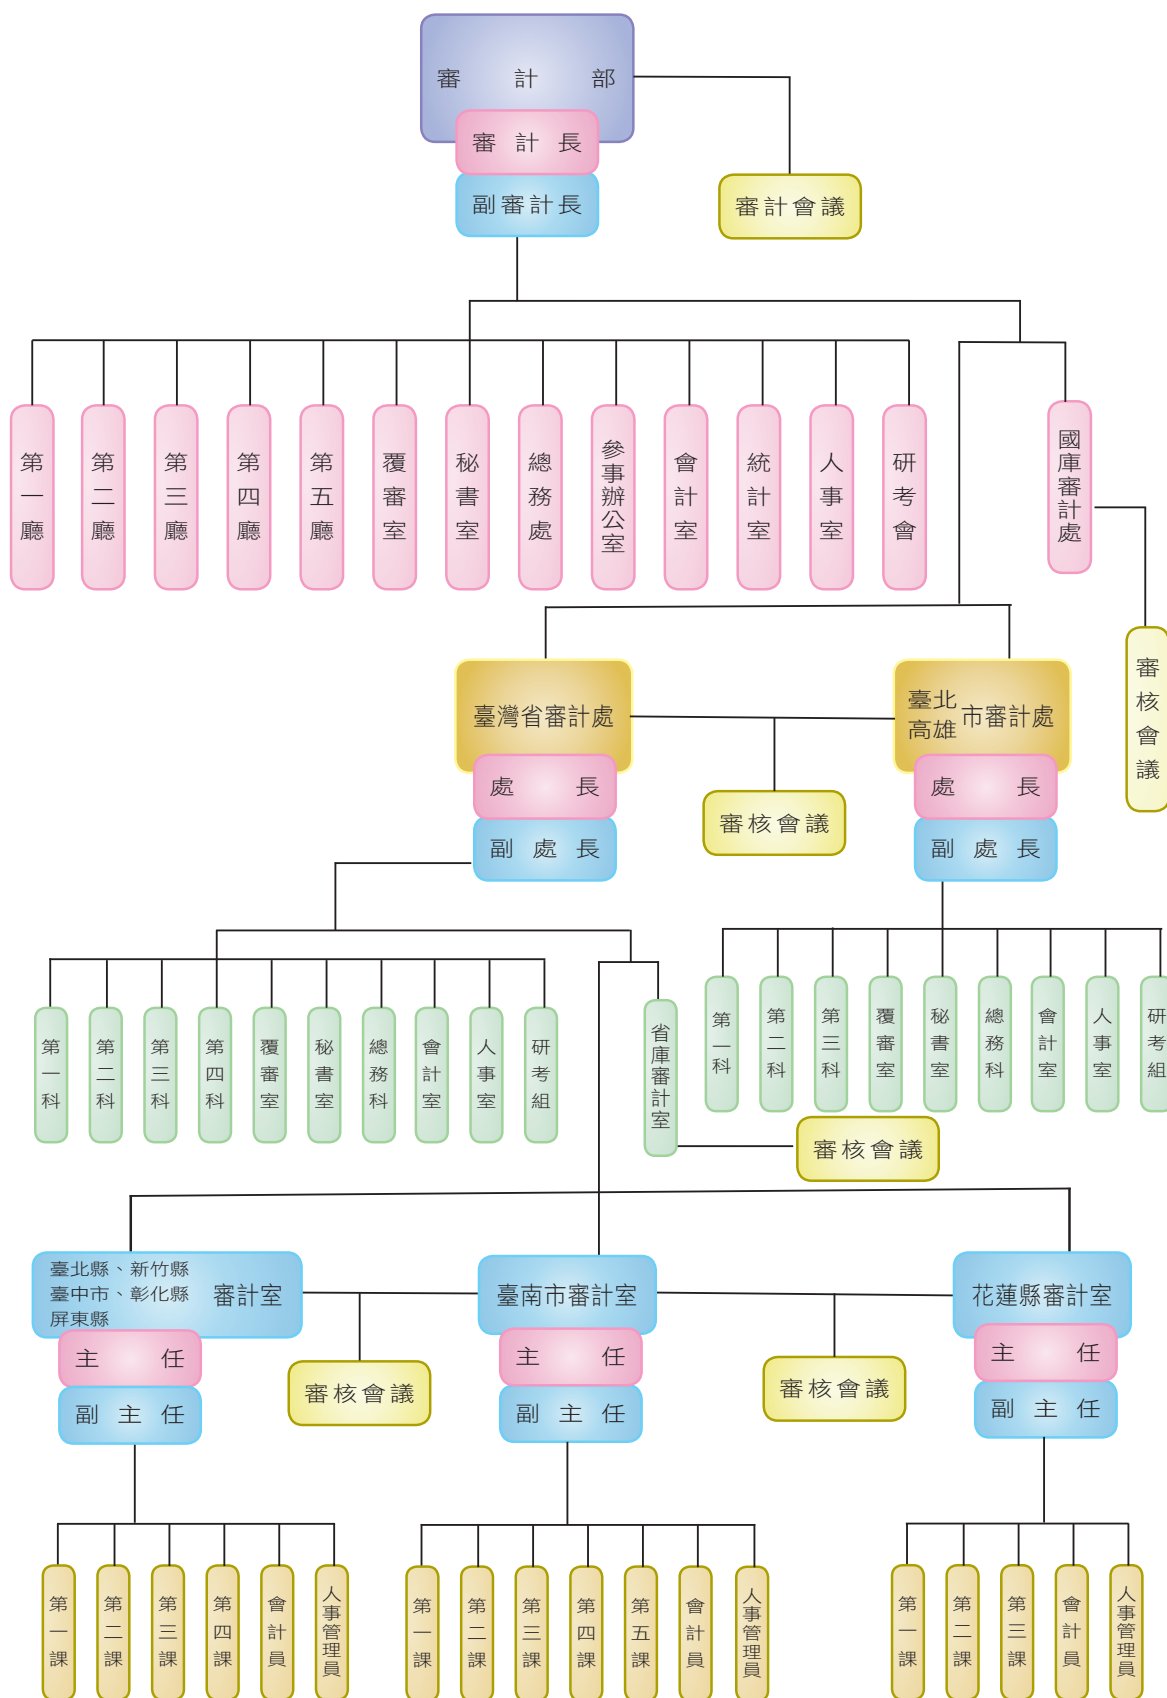 審計部
審計長
副審計長
審計會議
第一廳
第二廳
第三廳
第四廳
第五廳
覆審室
秘書室
總務處
參事辦公室
會計室
統計室
人事室
研考會
國庫審計處
審核會議
臺灣省審計處
處長
副處長
審核會議
臺北
高雄
市審計處
處長
副處長
第一科
第二科
第三科
第四科
覆審室
秘書室
總務科
會計室
人事室
研考組
省庫審計室
審核會議
第一科
第二科
第三科
覆審室
秘書室
總務科
會計室
人事室
研考組
臺北縣、新竹縣
臺中市、彰化縣
屏東縣
審計室
主任
副主任
審核會議
臺南市審計室
主任
副主任
審核會議
花蓮縣審計室
主任
副主任
第一課
第二課
第三課
第四課
會計員
人事管理員
第一課
第二課
第三課
第四課
第五課
會計員
人事管理員
第一課
第二課
第三課
會計員
人事管理員